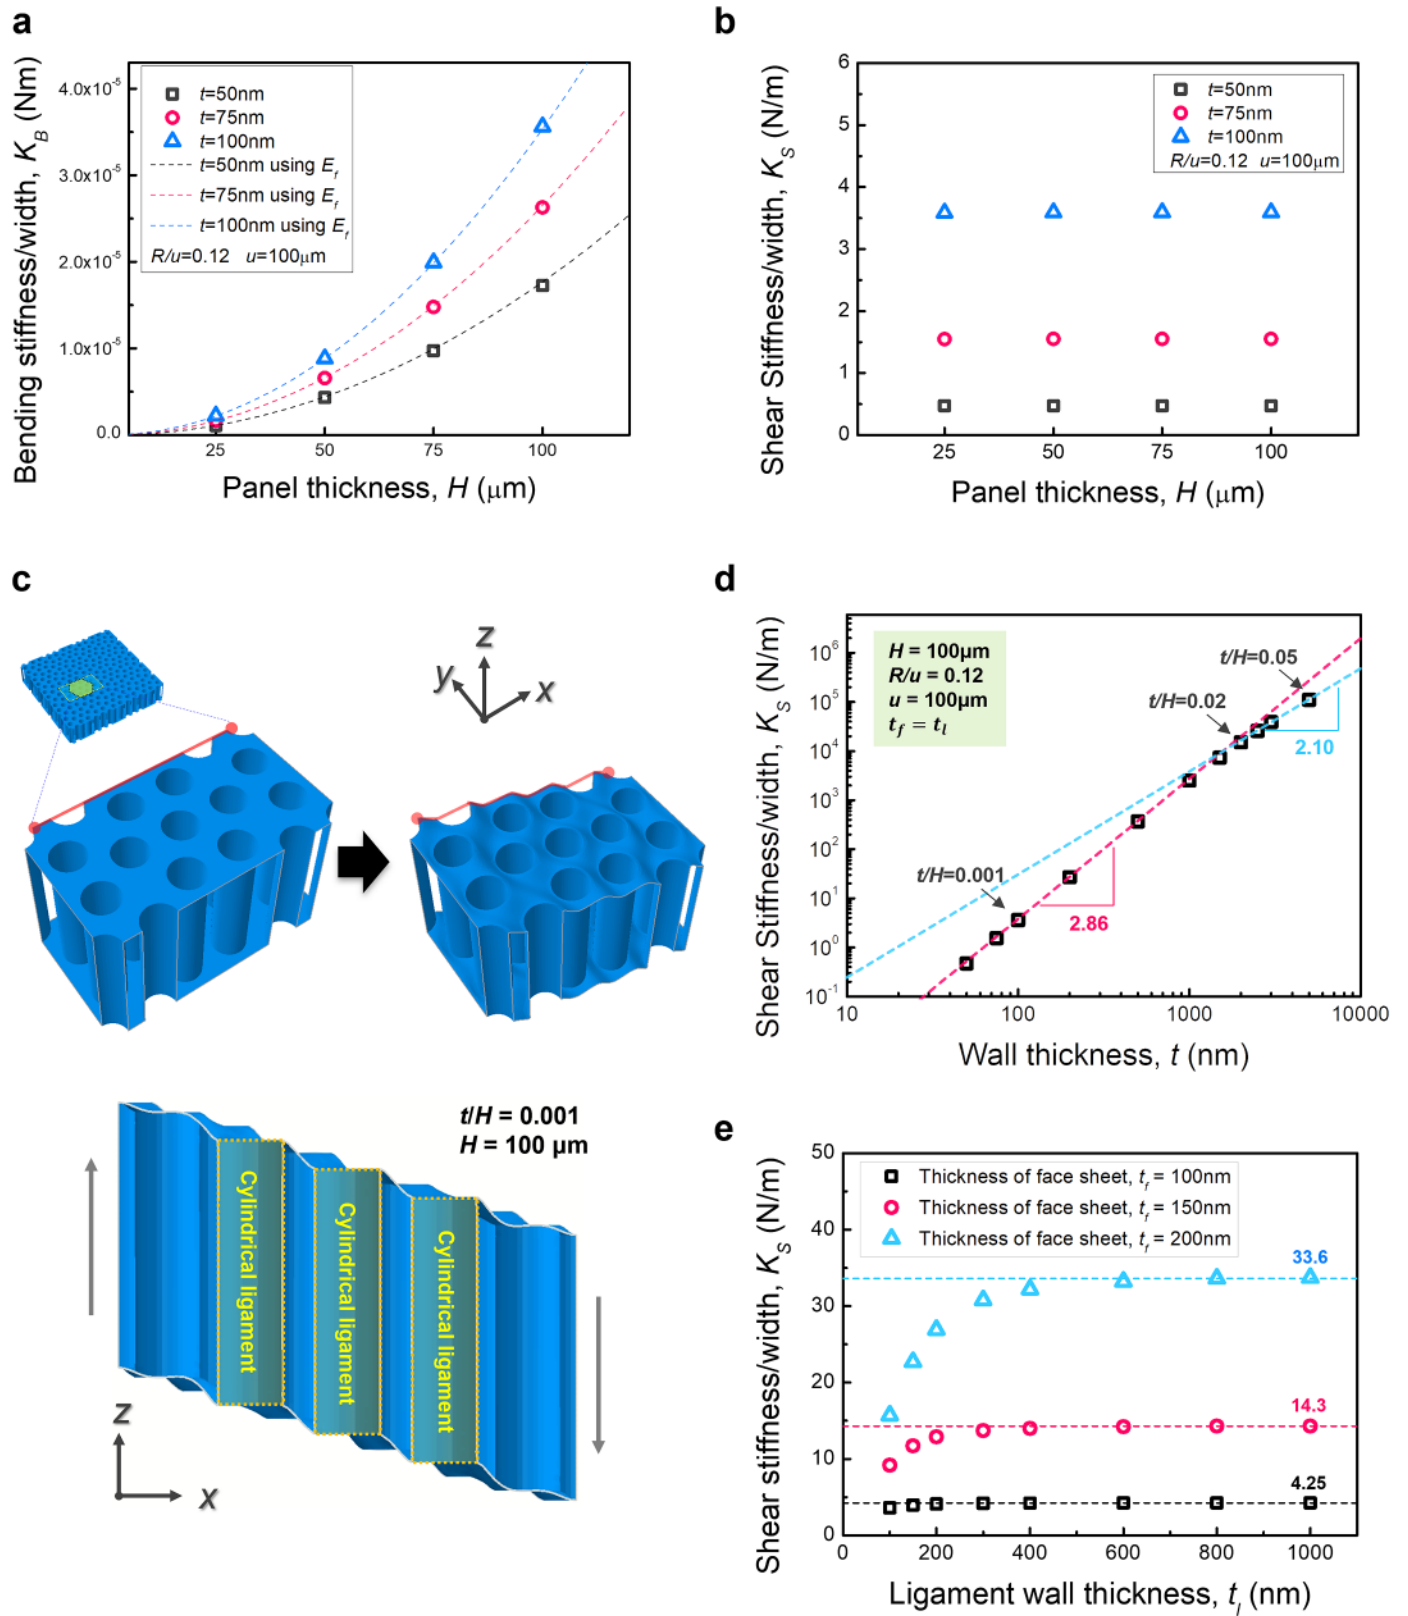 a
Bending stiffness/width, K_B (Nm)
4.0x10^-5
3.0x10^-5
2.0x10^-5
1.0x10^-5
0.0
t=50nm
t=75nm
t=100nm
t=50nm using E_f
t=75nm using E_f
t=100nm using E_f
R/u=0.12 u=100μm
25 50 75 100
Panel thickness, H (μm)
b
Shear Stiffness/width, K_S (N/m)
6
5
4
3
2
1
0
t=50nm
t=75nm
t=100nm
R/u=0.12 u=100μm
25 50 75 100
Panel thickness, H (μm)
c
z
y
x
t/H = 0.001
H = 100 μm
Cylindrical ligament
Cylindrical ligament
Cylindrical ligament
z
x
d
Shear Stiffness/width, K_S (N/m)
10^6
10^5
10^4
10^3
10^2
10^1
10^0
10^-1
H = 100μm
R/u = 0.12
u = 100μm
t_f = t_l
t/H=0.05
t/H=0.02
2.10
t/H=0.001
2.86
10 100 1000 10000
Wall thickness, t (nm)
e
Shear stiffness/width, K_S (N/m)
50
40
30
20
10
0
Thickness of face sheet, t_f = 100nm
Thickness of face sheet, t_f = 150nm
Thickness of face sheet, t_f = 200nm
33.6
14.3
4.25
0 200 400 600 800 1000
Ligament wall thickness, t_l (nm)